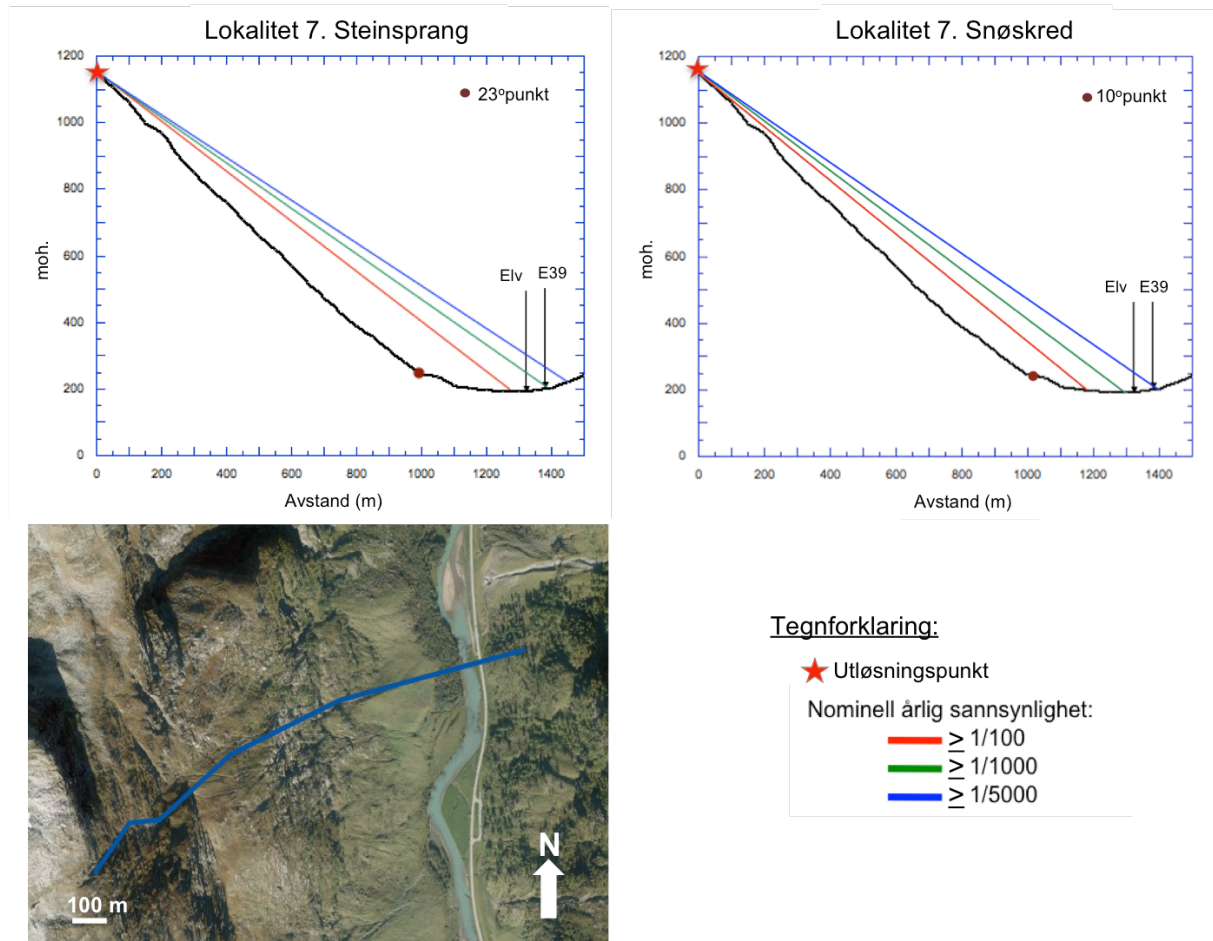 Lokalitet 7. Steinsprang
1200
1000
800
600
400
200
0
moh.
23ºpunkt
Elv
E39
0
200
400
600
800
1000
1200
1400
Avstand (m)
Lokalitet 7. Snøskred
1200
1000
800
600
400
200
0
moh.
10ºpunkt
Elv
E39
0
200
400
600
800
1000
1200
1400
Avstand (m)
100 m
N
Tegnforklaring:
Utløsningspunkt
Nominell årlig sannsynlighet:
≥ 1/100
≥ 1/1000
≥ 1/5000